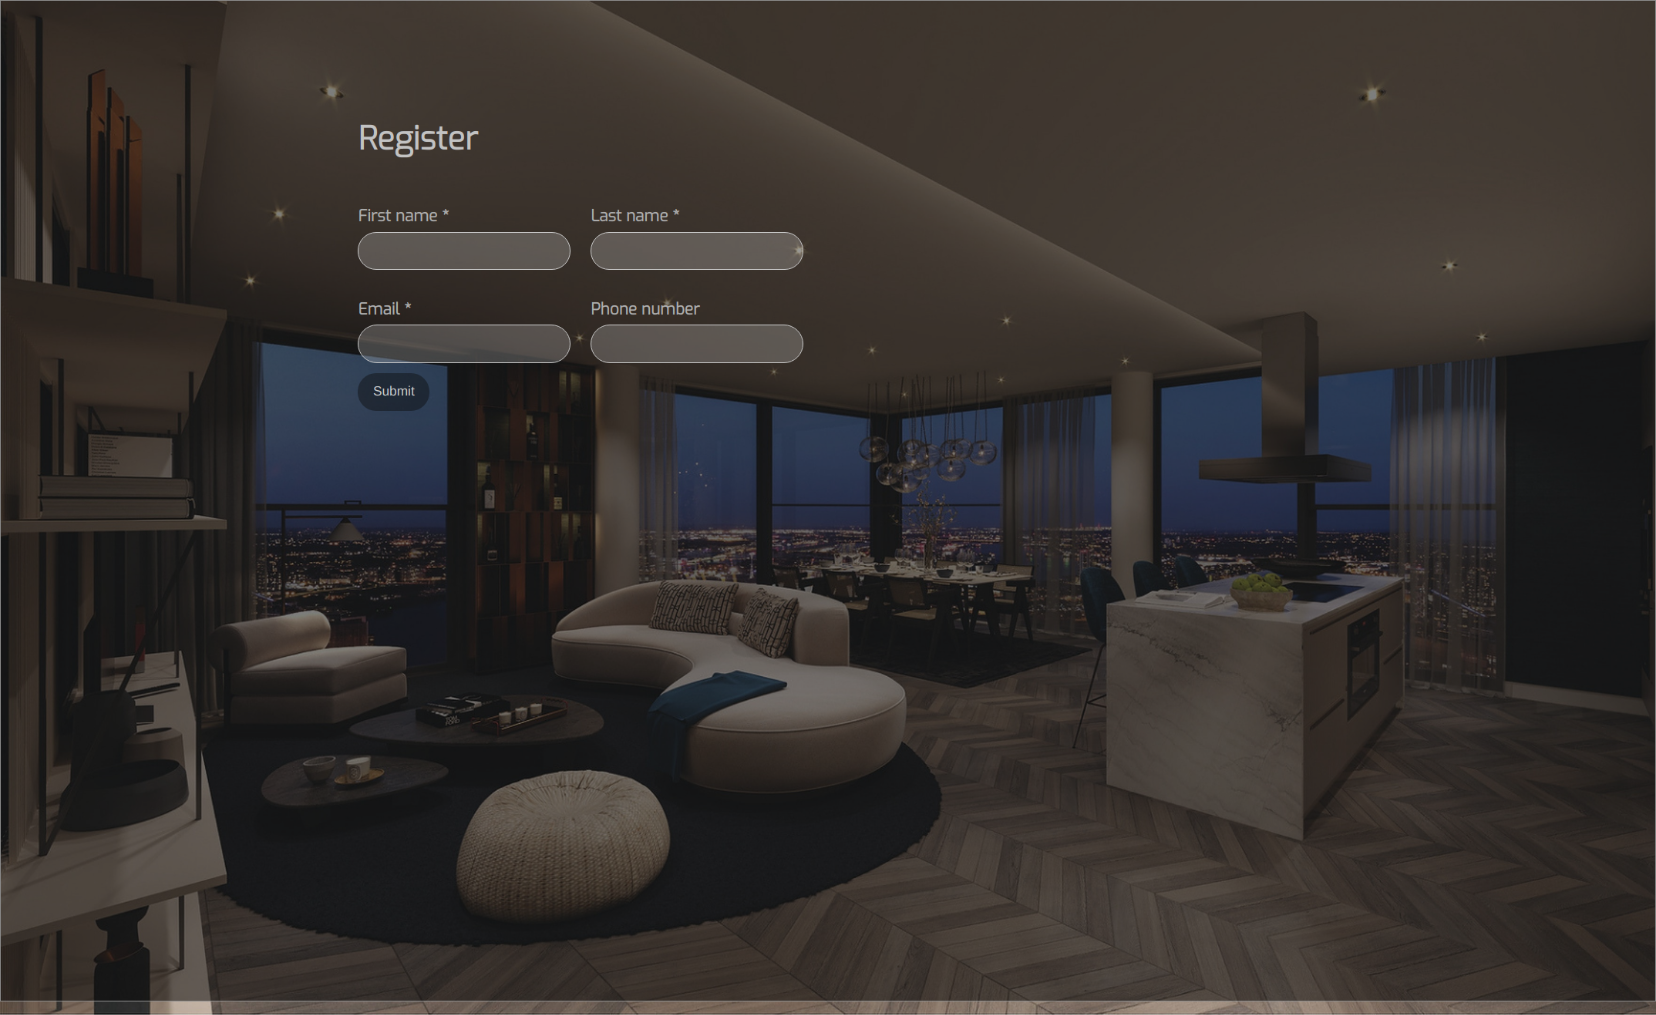 Register
First name *
Last name *
Email *
Phone number
Submit